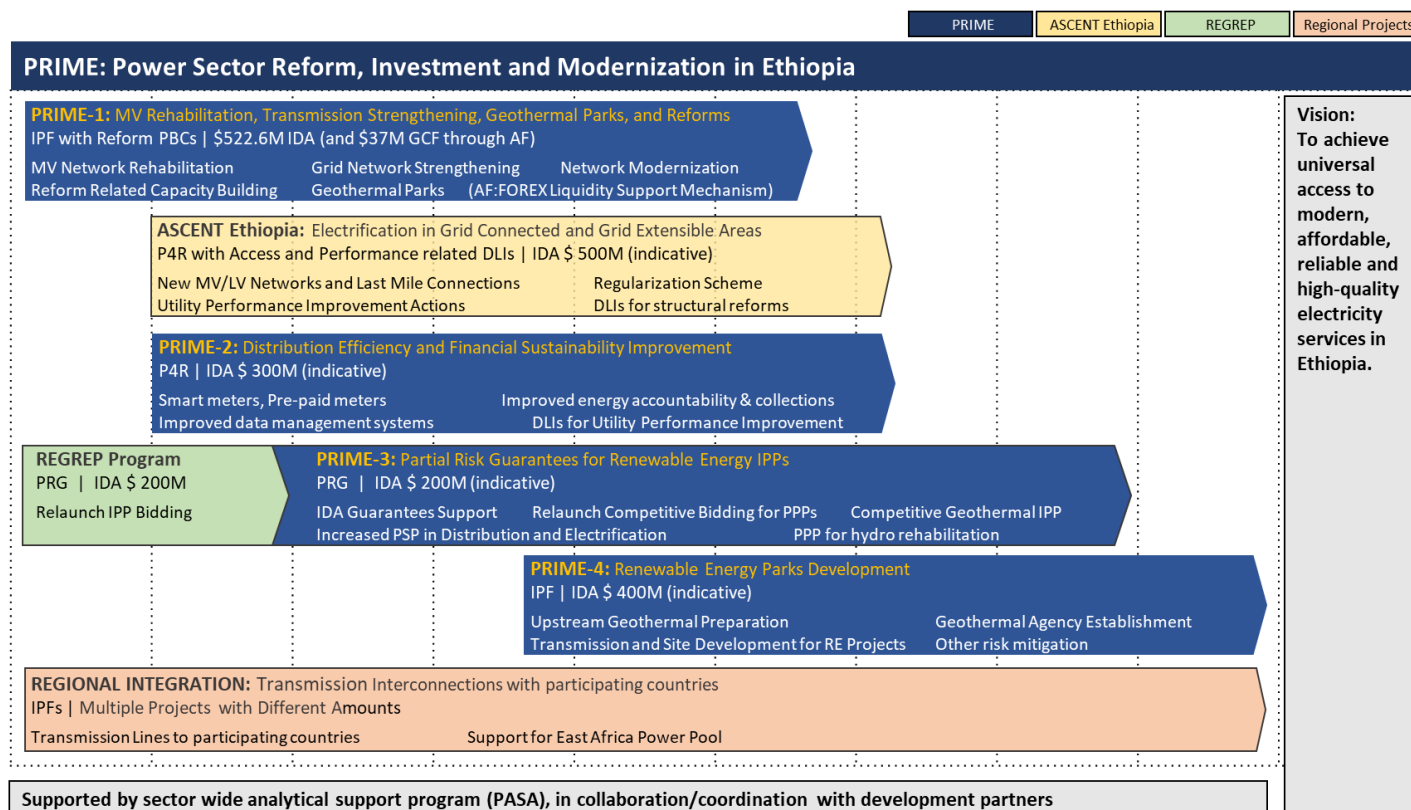 PRIME ASCENT Ethiopia REGREP Regional Projects
PRIME: Power Sector Reform, Investment and Modernization in Ethiopia
PRIME-1: MV Rehabilitation, Transmission Strengthening, Geothermal Parks, and Reforms
IPF with Reform PBCs | $522.6M IDA (and $37M GCF through AF)
MV Network Rehabilitation Grid Network Strengthening Network Modernization
Reform Related Capacity Building Geothermal Parks (AF:FOREX Liquidity Support Mechanism)
ASCENT Ethiopia: Electrification in Grid Connected and Grid Extensible Areas
P4R with Access and Performance related DLIs | IDA $ 500M (indicative)
New MV/LV Networks and Last Mile Connections Regularization Scheme
Utility Performance Improvement Actions DLIs for structural reforms
PRIME-2: Distribution Efficiency and Financial Sustainability Improvement
P4R | IDA $ 300M (indicative)
Smart meters, Pre-paid meters Improved energy accountability & collections
Improved data management systems DLIs for Utility Performance Improvement
REGREP Program
PRG | IDA $ 200M
Relaunch IPP Bidding
PRIME-3: Partial Risk Guarantees for Renewable Energy IPPs
PRG | IDA $ 200M (indicative)
IDA Guarantees Support Relaunch Competitive Bidding for PPPs Competitive Geothermal IPP
Increased PSP in Distribution and Electrification PPP for hydro rehabilitation
PRIME-4: Renewable Energy Parks Development
IPF | IDA $ 400M (indicative)
Upstream Geothermal Preparation Geothermal Agency Establishment
Transmission and Site Development for RE Projects Other risk mitigation
REGIONAL INTEGRATION: Transmission Interconnections with participating countries
IPFs | Multiple Projects with Different Amounts
Transmission Lines to participating countries Support for East Africa Power Pool
Vision:
To achieve
universal
access to
modern,
affordable,
reliable and
high-quality
electricity
services in
Ethiopia.
Supported by sector wide analytical support program (PASA), in collaboration/coordination with development partners